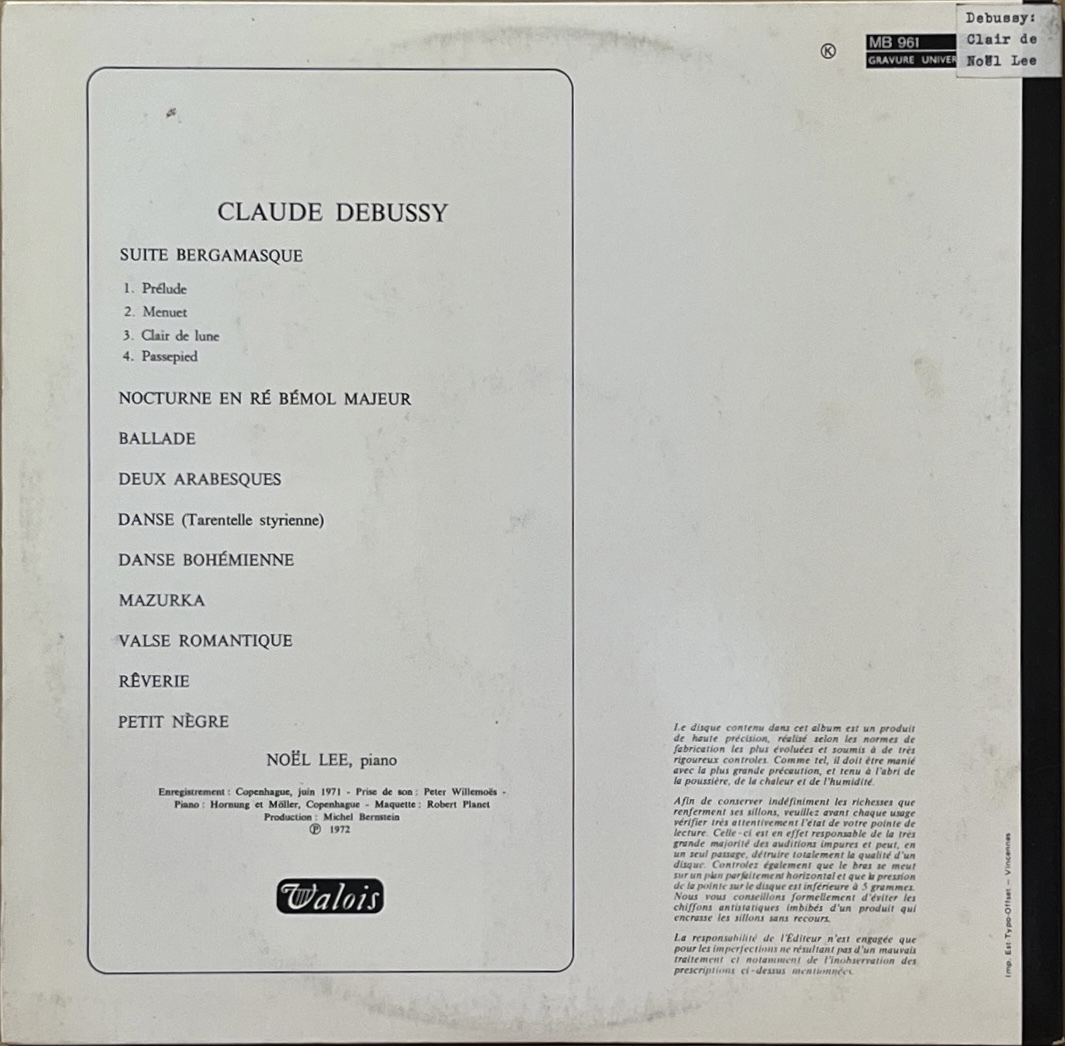 Debussy:
Clair de
Noël Lee
K
MB 961
GRAVURE UNIVER
CLAUDE DEBUSSY
SUITE BERGAMASQUE
1. Prélude
2. Menuet
3. Clair de lune
4. Passepied
NOCTURNE EN RÉ BÉMOL MAJEUR
BALLADE
DEUX ARABESQUES
DANSE (Tarentelle styrienne)
DANSE BOHÉMIENNE
MAZURKA
VALSE ROMANTIQUE
RÊVERIE
PETIT NÈGRE
NOËL LEE, piano
Enregistrement : Copenhague, juin 1971 - Prise de son : Peter Willemoës -
Piano : Hornung et Möller, Copenhague - Maquette : Robert Planet
Production : Michel Bernstein
Ⓟ 1972
Valois
Le disque contenu dans cet album est un produit
de haute précision, réalisé selon les normes de
fabrication les plus évoluées et soumis à de très
rigoureux controles. Comme tel, il doit être manié
avec la plus grande précaution, et tenu à l'abri de
la poussière, de la chaleur et de l'humidité.
Afin de conserver indéfiniment les richesses que
renferment ses sillons, veuillez avant chaque usage
vérifier très attentivement l'état de votre pointe de
lecture. Celle-ci est en effet responsable de la très
grande majorité des auditions impures et peut, en
un seul passage, détruire totalement la qualité d'un
disque. Controlez également que le bras se meut
sur un plan parfaitement horizontal et que la pression
de la pointe sur le disque est inférieure à 5 grammes.
Nous vous conseillons formellement d'éviter les
chiffons antistatiques imbibés d'un produit qui
encrasse les sillons sans recours.
La responsabilité de l'Editeur n'est engagée que
pour les imperfections ne résultant pas d'un mauvais
traitement et notamment de l'inobservation des
prescriptions ci-dessus mentionnées.
Imp. Est Typo-Offset — Vincennes